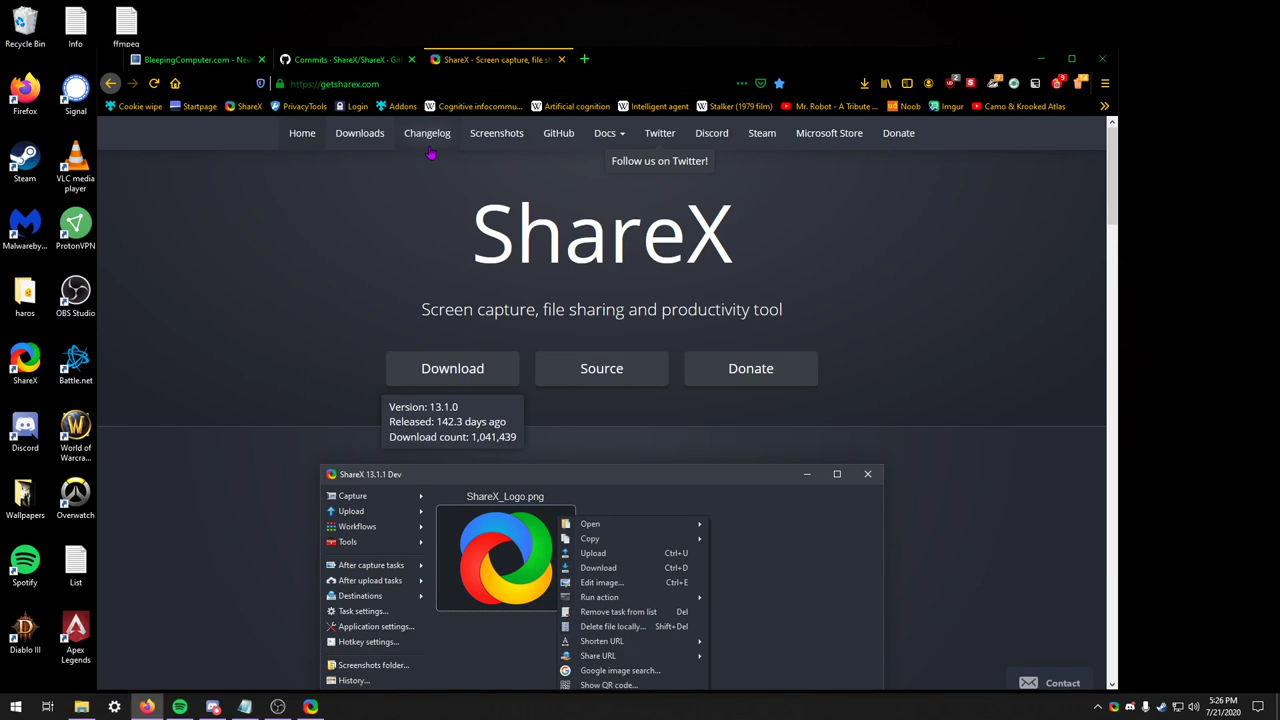 Recycle Bin
Info
ffmpeg
Firefox
Signal
Steam
VLC media
player
Malwareby...
ProtonVPN
haros
OBS Studio
ShareX
Battle.net
Discord
World of
Warcra...
Wallpapers
Overwatch
Spotify
List
Diablo III
Apex
Legends
BleepingComputer.com - New
Commits · ShareX/ShareX · Git
ShareX - Screen capture, file sh
https://getsharex.com
Cookie wipe
Startpage
ShareX
PrivacyTools
Login
Addons
Cognitive infocommu...
Artificial cognition
Intelligent agent
Stalker (1979 film)
Mr. Robot - A Tribute ...
Noob
Imgur
Camo & Krooked Atlas
Home
Downloads
Changelog
Screenshots
GitHub
Docs
Twitter
Discord
Steam
Microsoft Store
Donate
Follow us on Twitter!
ShareX
Screen capture, file sharing and productivity tool
Download
Source
Donate
Version: 13.1.0
Released: 142.3 days ago
Download count: 1,041,439
ShareX 13.1.1 Dev
Capture
Upload
Workflows
Tools
After capture tasks
After upload tasks
Destinations
Task settings...
Application settings...
Hotkey settings...
Screenshots folder...
History...
ShareX_Logo.png
Open
Copy
Upload Ctrl+U
Download Ctrl+D
Edit image... Ctrl+E
Run action
Remove task from list Del
Delete file locally... Shift+Del
Shorten URL
Share URL
Google image search...
Show QR code...
Contact
5:26 PM
7/21/2020